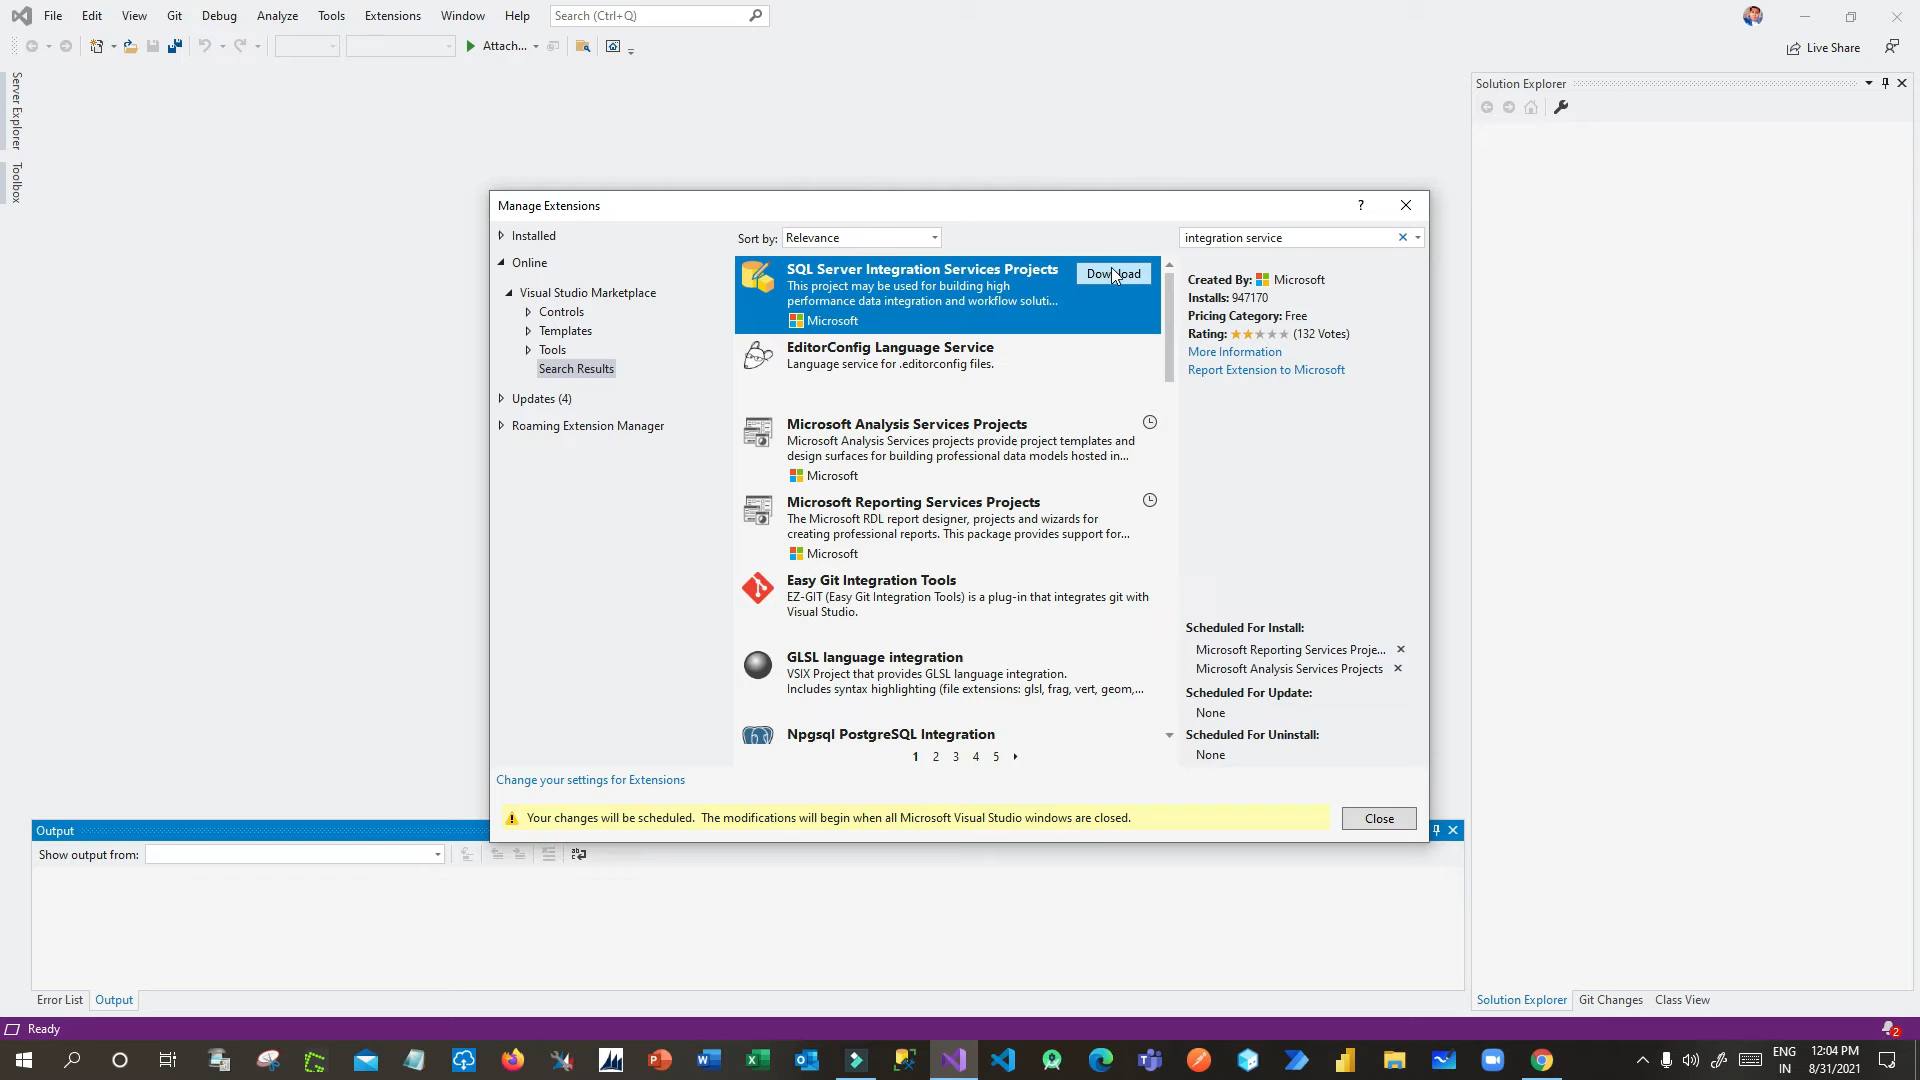 File Edit View Git Debug Analyze Tools Extensions Window Help Search (Ctrl+Q)
Attach...
Live Share
Server Explorer
Toolbox
Solution Explorer
Manage Extensions
?
Installed
Online
Visual Studio Marketplace
Controls
Templates
Tools
Search Results
Updates (4)
Roaming Extension Manager
Sort by: Relevance
integration service
SQL Server Integration Services Projects
This project may be used for building high
performance data integration and workflow soluti...
Microsoft
Download
EditorConfig Language Service
Language service for .editorconfig files.
Microsoft Analysis Services Projects
Microsoft Analysis Services projects provide project templates and
design surfaces for building professional data models hosted in...
Microsoft
Microsoft Reporting Services Projects
The Microsoft RDL report designer, projects and wizards for
creating professional reports. This package provides support for...
Microsoft
Easy Git Integration Tools
EZ-GIT (Easy Git Integration Tools) is a plug-in that integrates git with
Visual Studio.
GLSL language integration
VSIX Project that provides GLSL language integration.
Includes syntax highlighting (file extensions: glsl, frag, vert, geom,...
Npgsql PostgreSQL Integration
1 2 3 4 5
Created By: Microsoft
Installs: 947170
Pricing Category: Free
Rating: (132 Votes)
More Information
Report Extension to Microsoft
Scheduled For Install:
Microsoft Reporting Services Proje...
Microsoft Analysis Services Projects
Scheduled For Update:
None
Scheduled For Uninstall:
None
Change your settings for Extensions
Your changes will be scheduled. The modifications will begin when all Microsoft Visual Studio windows are closed.
Close
Output
Show output from:
Error List Output
Solution Explorer Git Changes Class View
Ready
2
ENG
IN
12:04 PM
8/31/2021